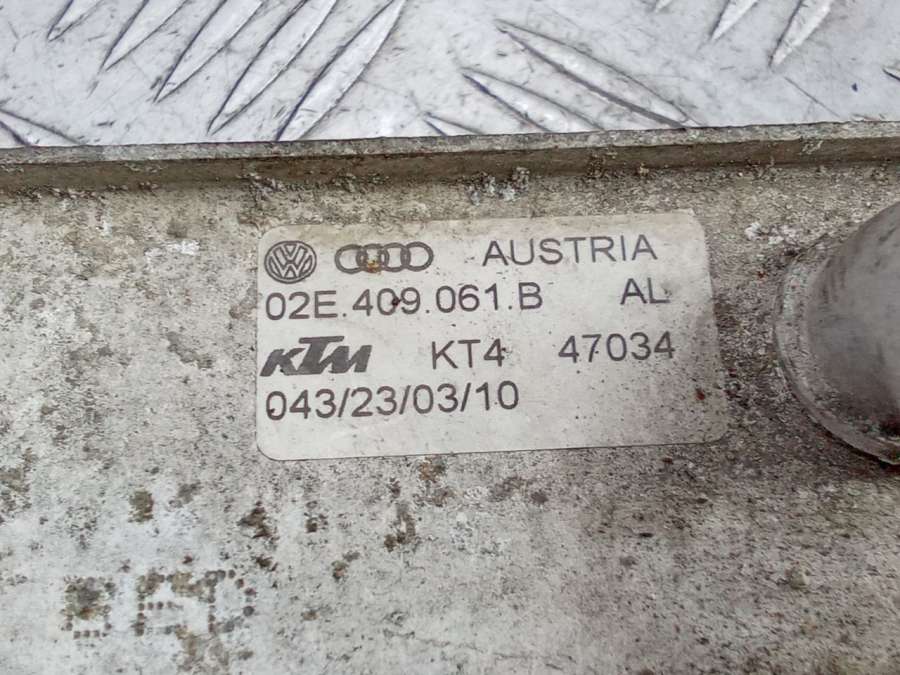 AUSTRIA
02E.409.061.B AL
KTM KT4 47034
043/23/03/10